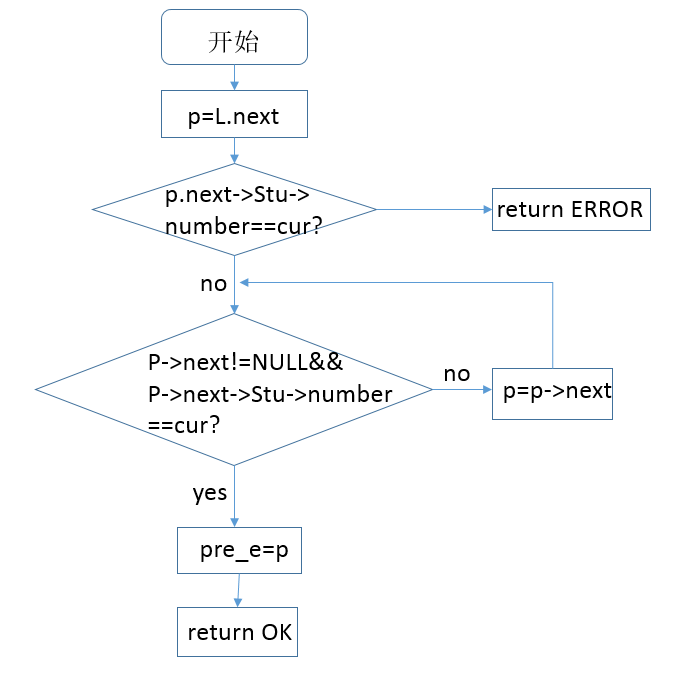 开始
p=L.next
p.next->Stu->
number==cur?
return ERROR
no
P->next!=NULL&&
P->next->Stu->number
==cur?
no
p=p->next
yes
pre_e=p
return OK